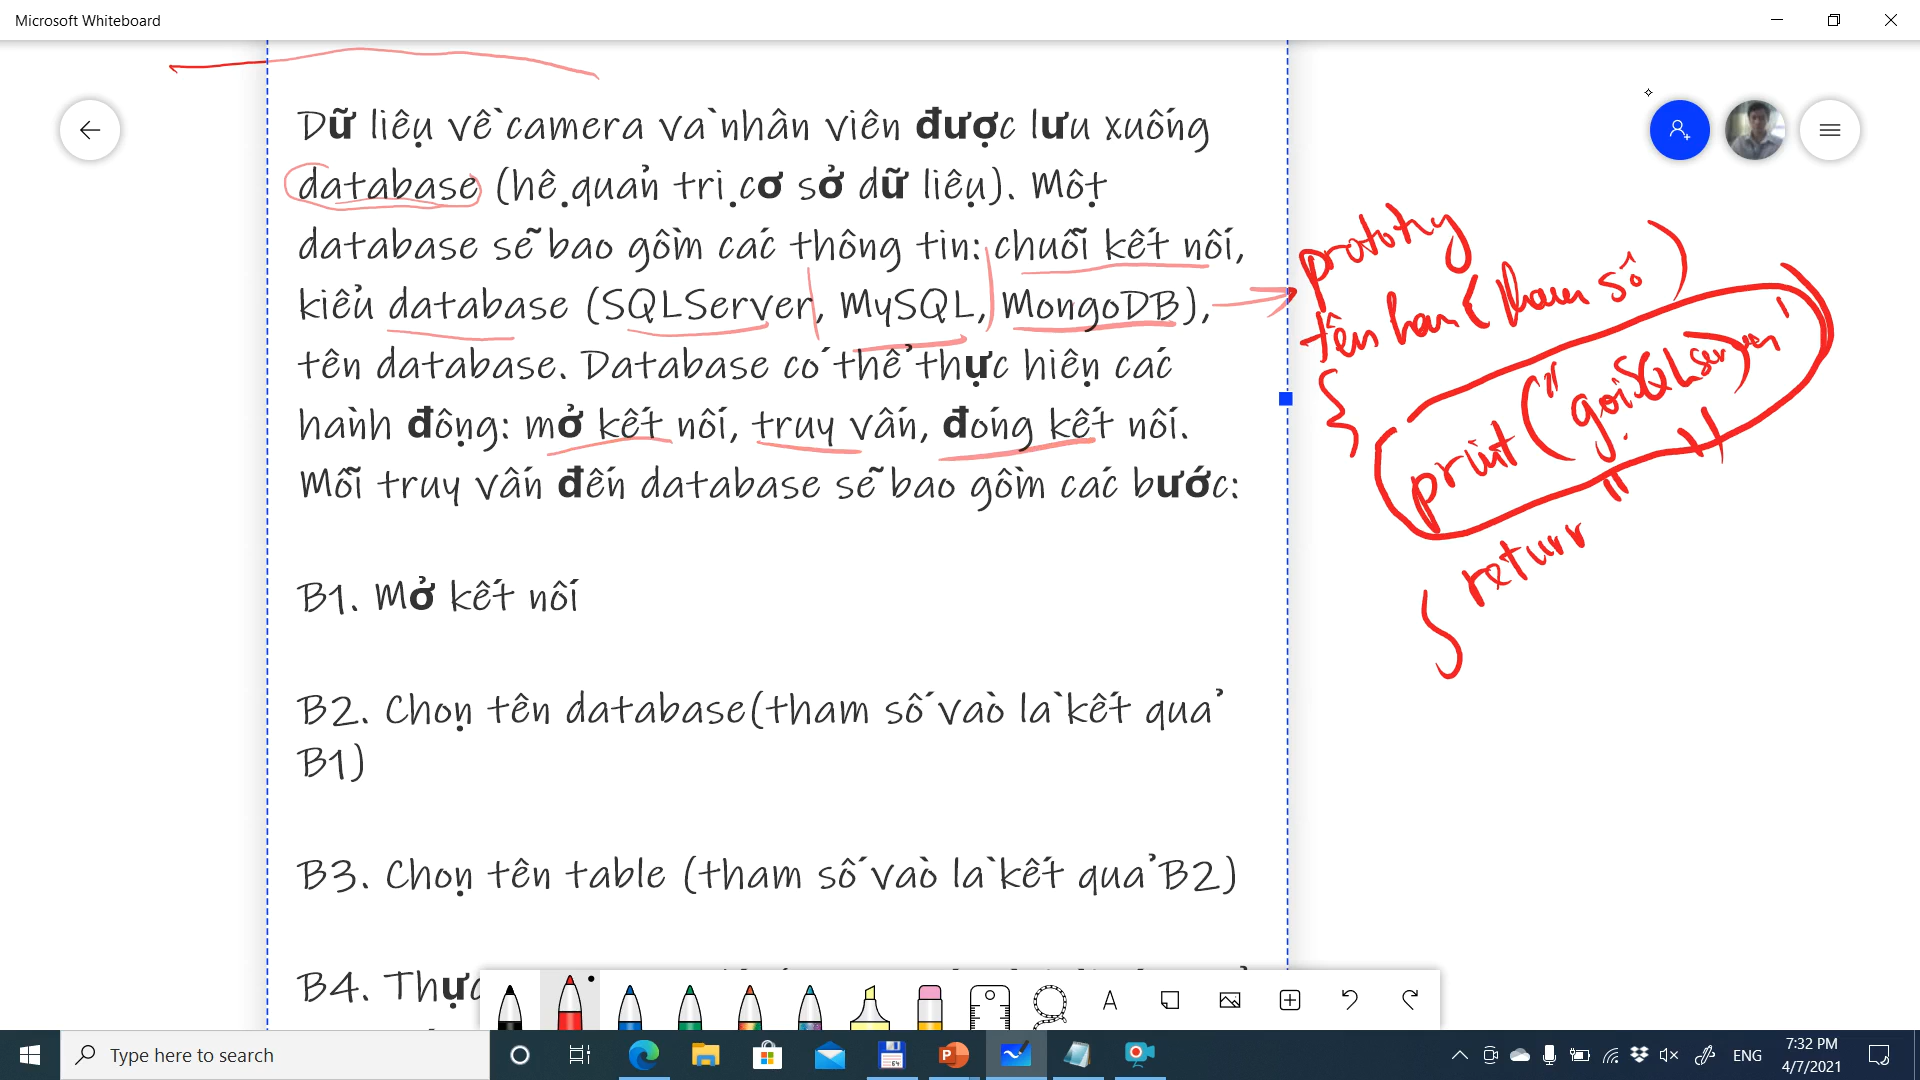 Microsoft Whiteboard
Dữ liệu về camera và nhân viên được lưu xuống
database (hệ quản trị cơ sở dữ liệu). Một
database sẽ bao gồm các thông tin: chuỗi kết nối,
kiểu database (SQLServer, MySQL, MongoDB),
tên database. Database có thể thực hiện các
hành động: mở kết nối, truy vấn, đóng kết nối.
Mỗi truy vấn đến database sẽ bao gồm các bước:
B1. Mở kết nối
B2. Chọn tên database(tham số vào là kết quả
B1)
B3. Chọn tên table (tham số vào là kết quả B2)
B4.
tên ham (tham số)
{
print("gọi SQLServer")
return
Type here to search
ENG
7:32 PM
4/7/2021